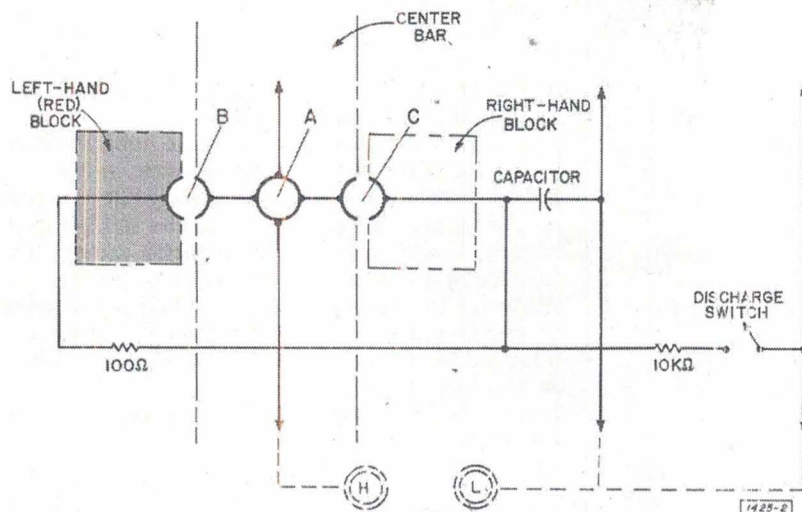 CENTER
BAR
LEFT-HAND
(RED)
BLOCK
B
A
C
RIGHT-HAND
BLOCK
CAPACITOR
DISCHARGE
SWITCH
100Ω
10KΩ
H
L
1425-2